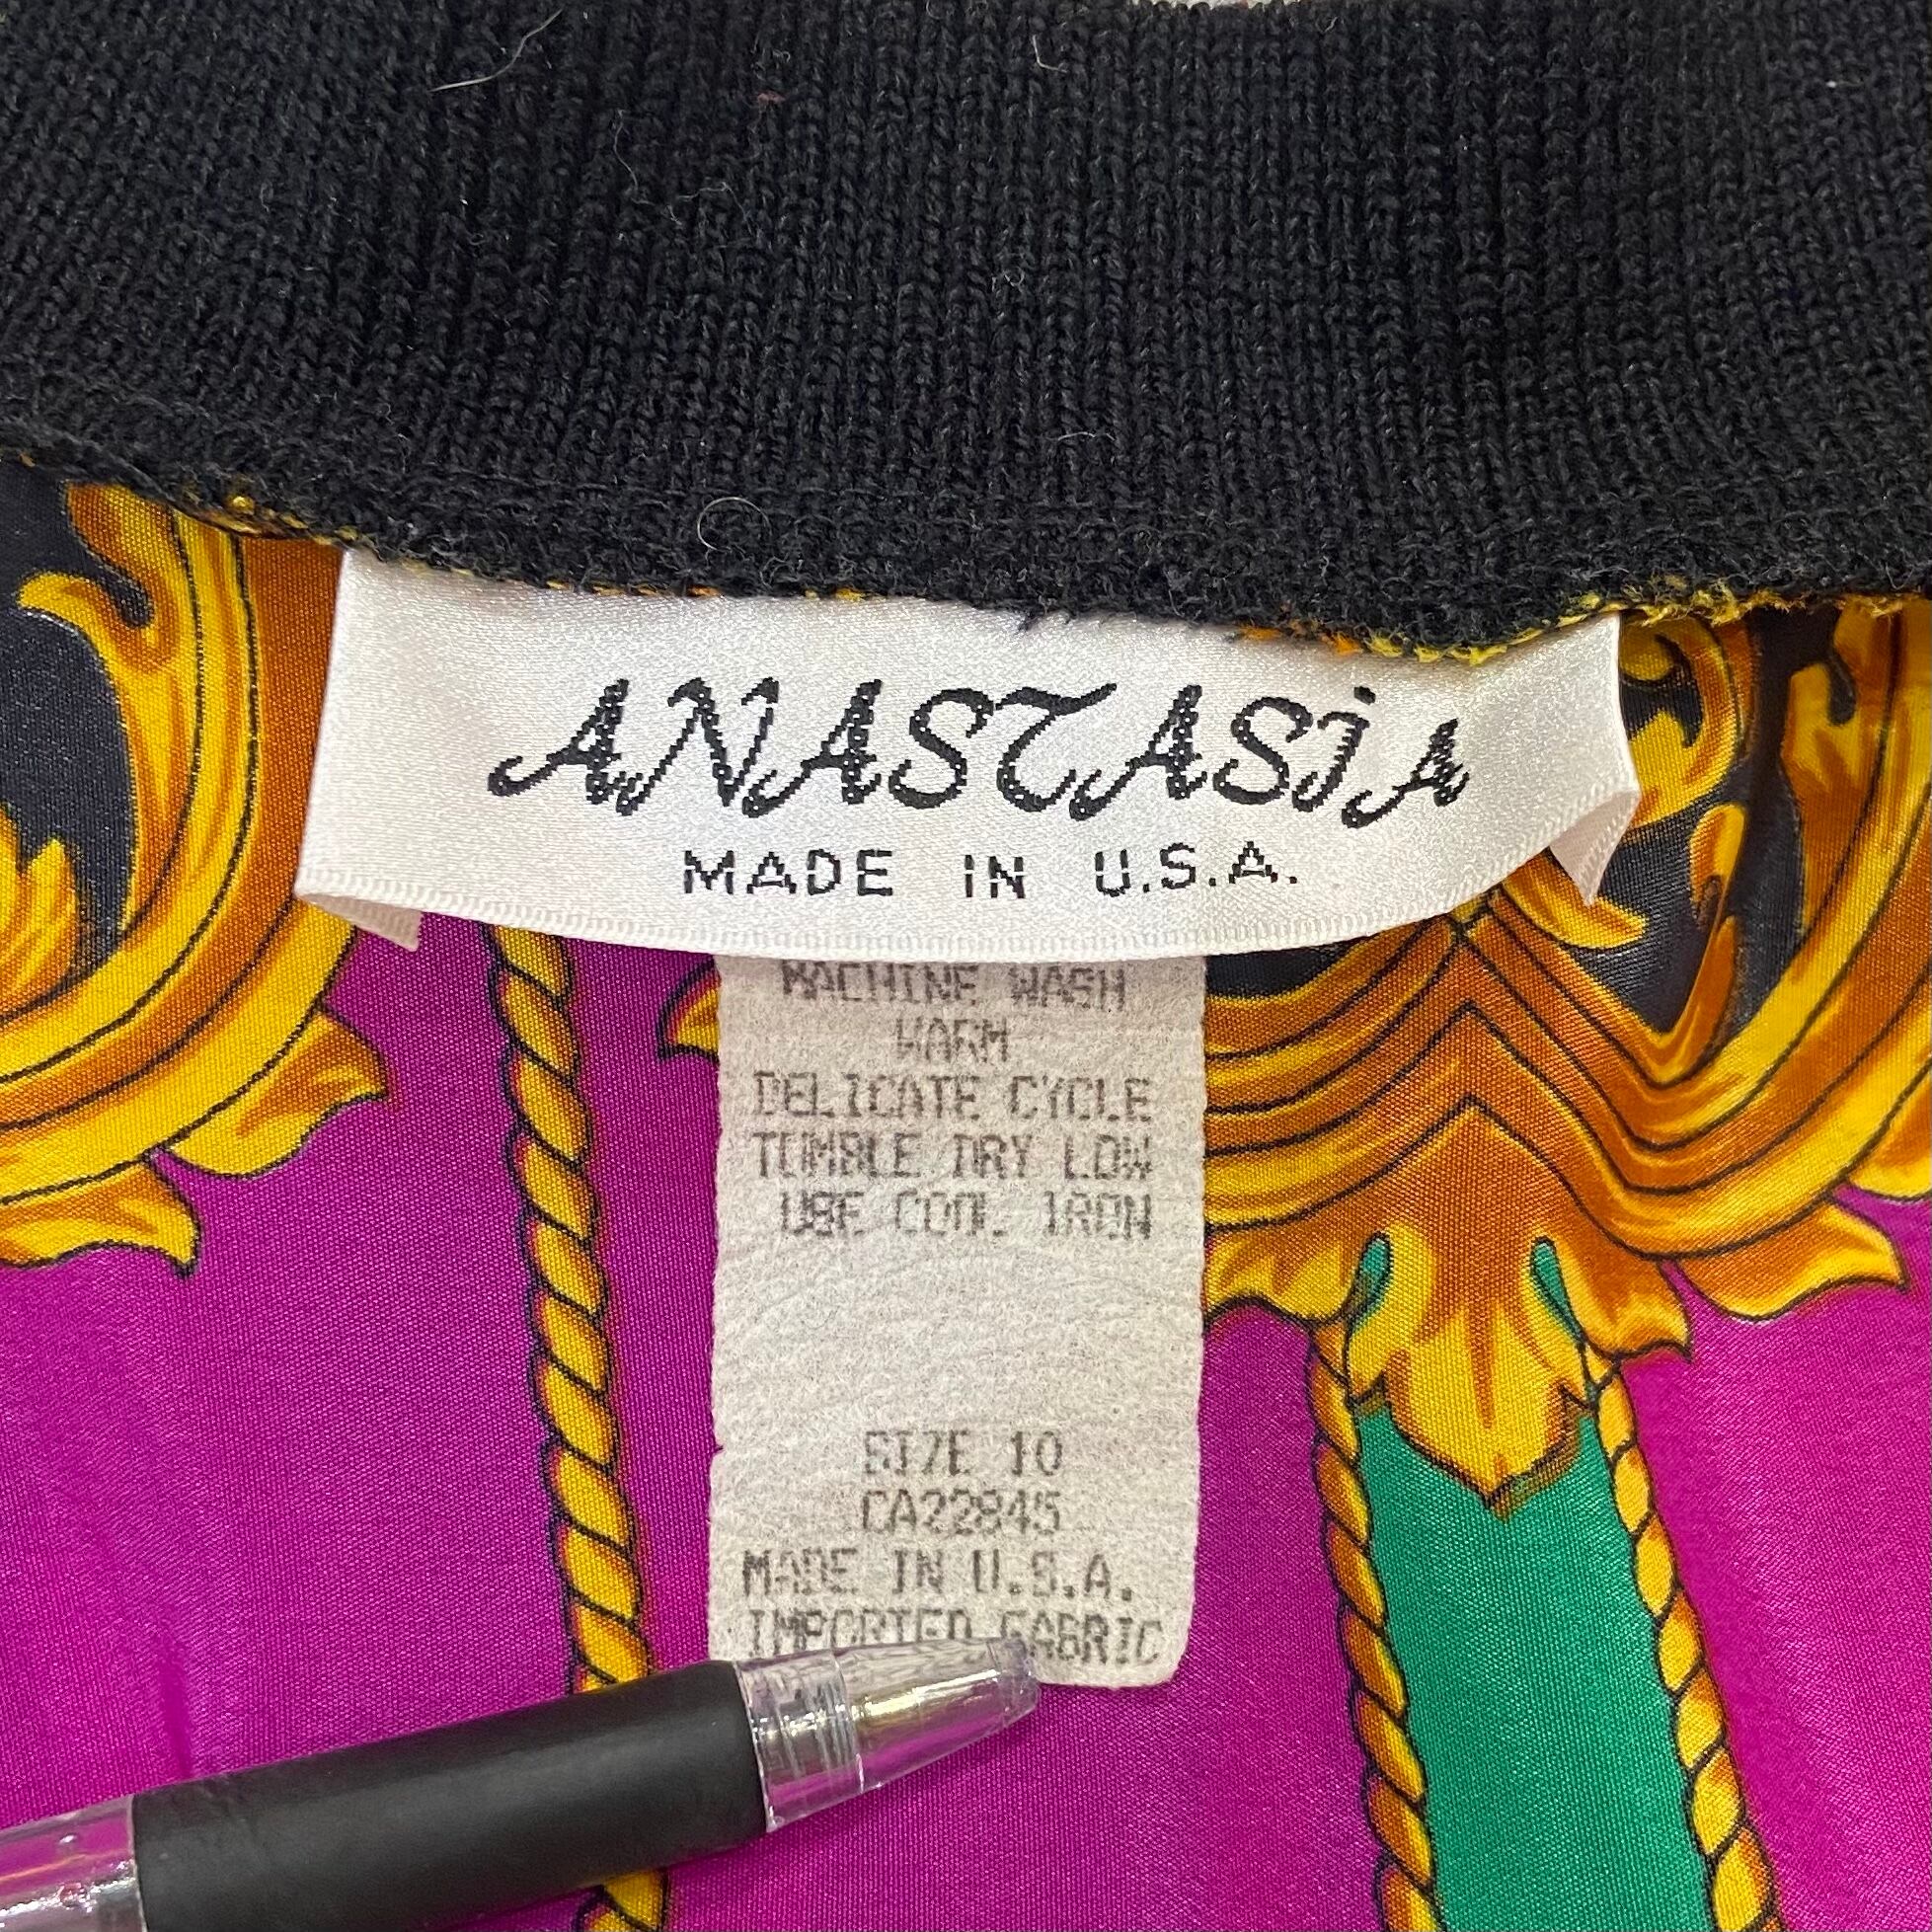 ANASTASiA
MADE IN U.S.A.
MACHINE WASH
WARM
DELICATE CYCLE
TUMBLE DRY LOW
USE COOL IRON
SIZE 10
CA22845
MADE IN U.S.A.
IMPORTED FABRIC